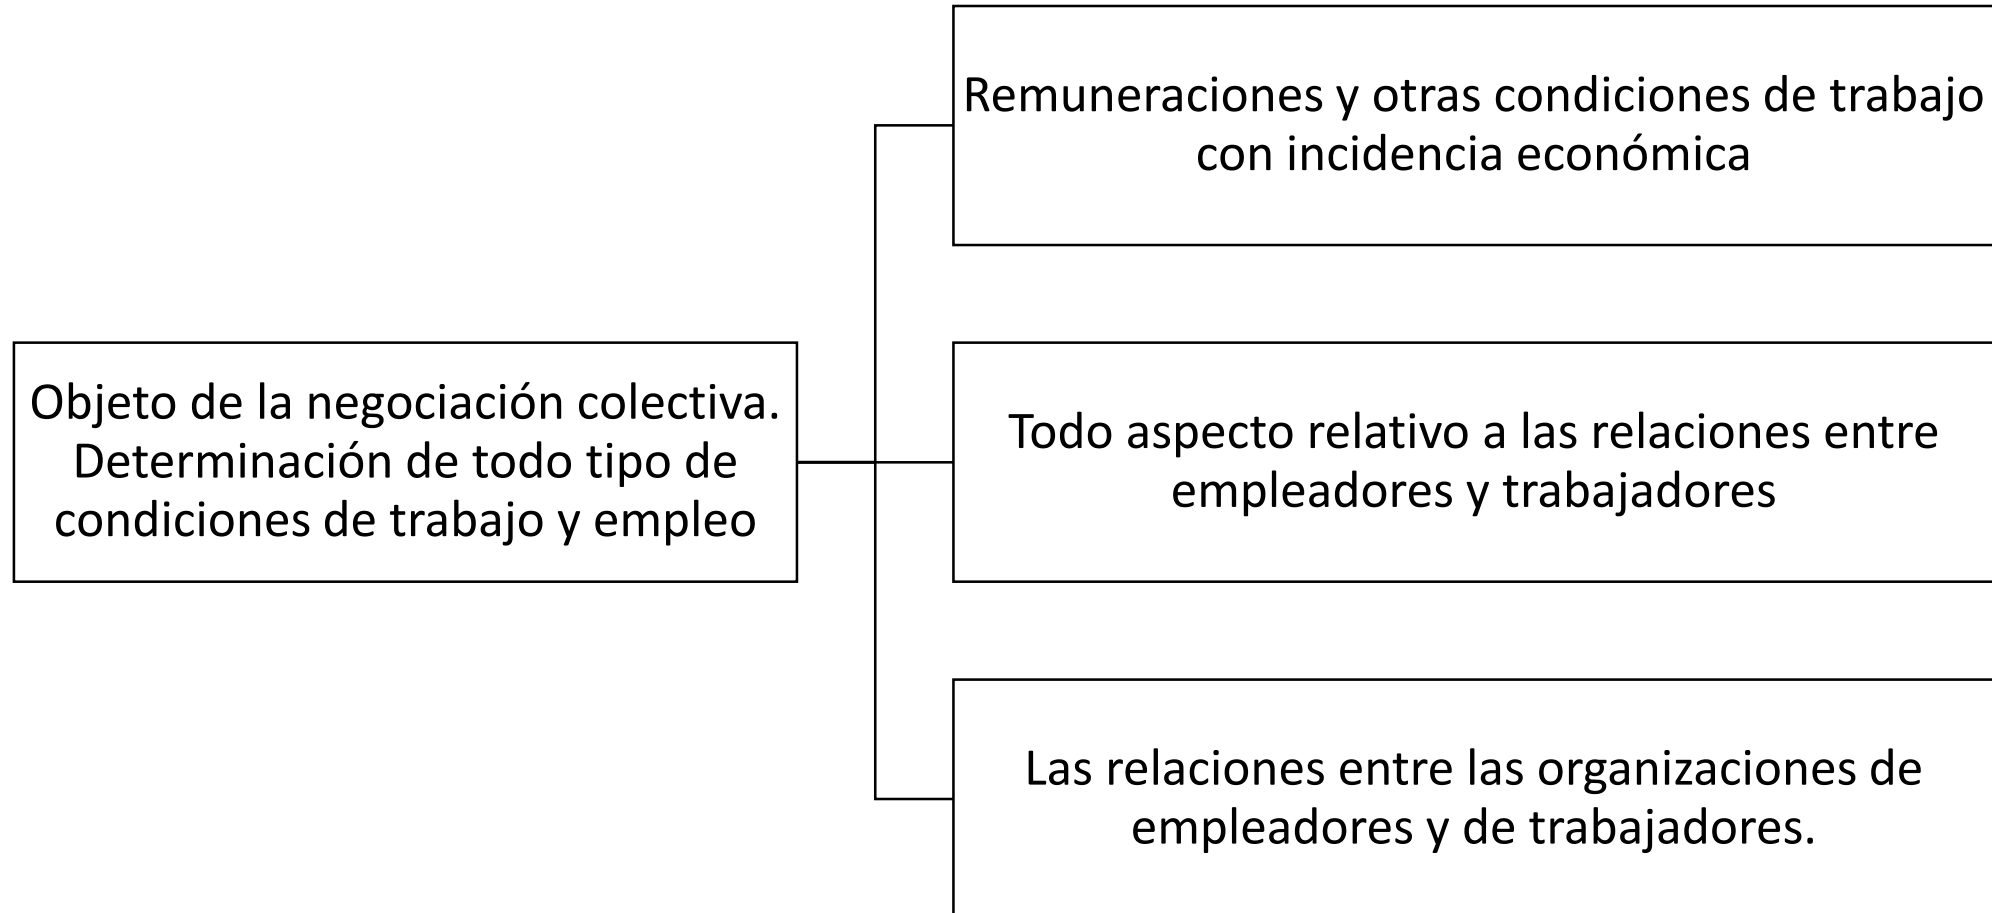 Remuneraciones y otras condiciones de trabajo
con incidencia económica
Objeto de la negociación colectiva.
Determinación de todo tipo de
condiciones de trabajo y empleo
Todo aspecto relativo a las relaciones entre
empleadores y trabajadores
Las relaciones entre las organizaciones de
empleadores y de trabajadores.